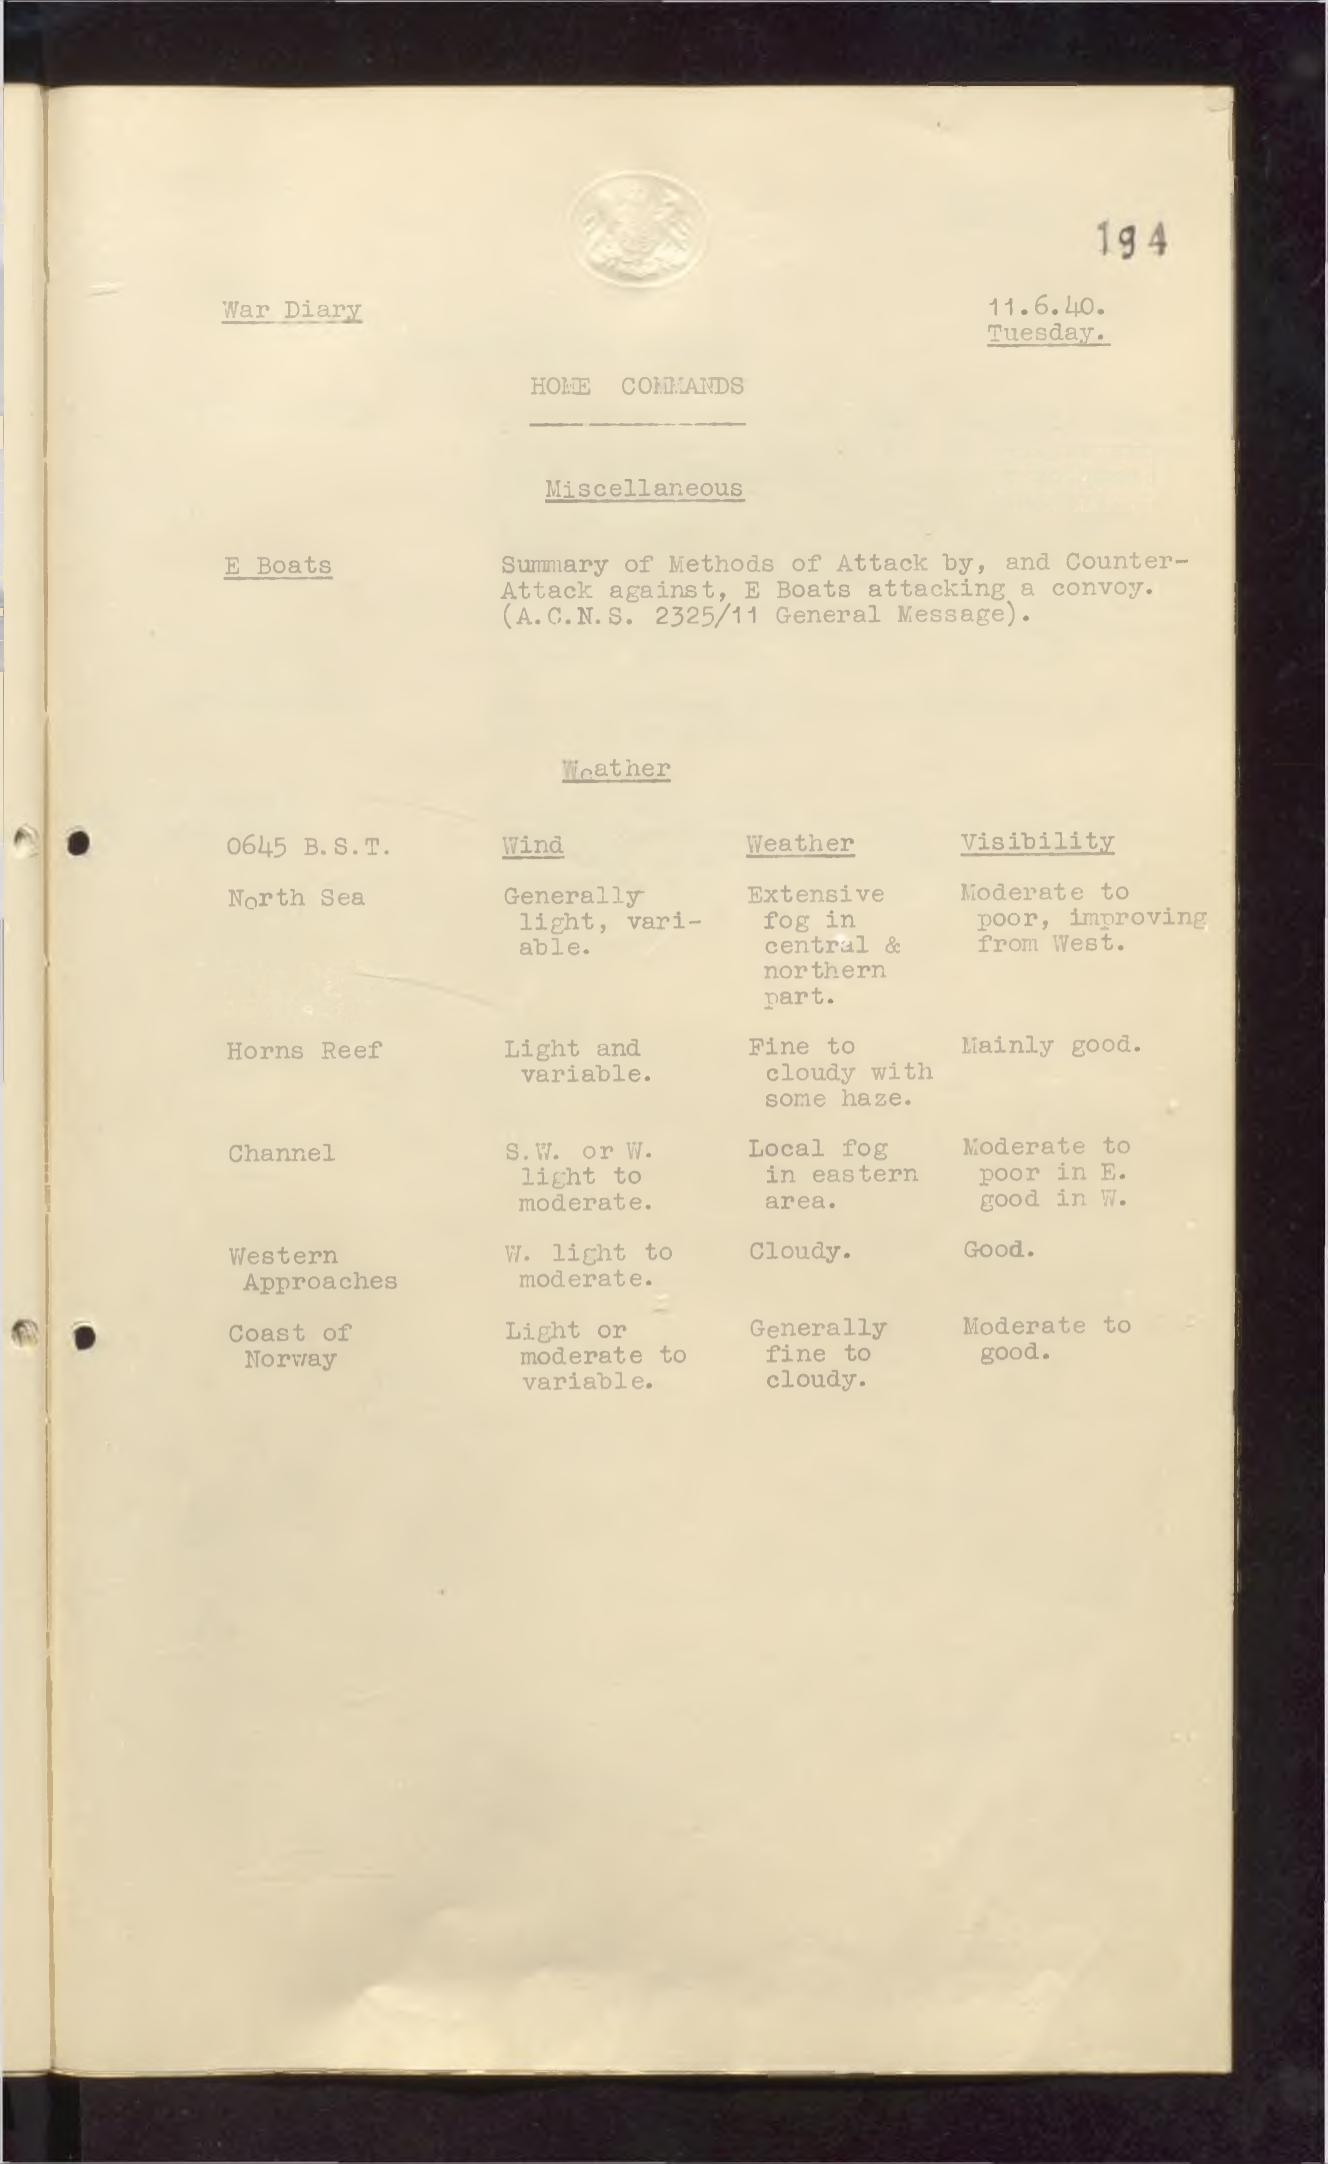 194
War Diary 11.6.40.
Tuesday.
HOME COMMANDS
Miscellaneous
E Boats Summary of Methods of Attack by, and Counter-
Attack against, E Boats attacking a convoy.
(A.C.N.S. 2325/11 General Message).
Weather
0645 B.S.T. Wind Weather Visibility
North Sea Generally Extensive Moderate to
light, vari- fog in poor, improving
able. central & from West.
northern
part.
Horns Reef Light and Fine to Mainly good.
variable. cloudy with
some haze.
Channel S.W. or W. Local fog Moderate to
light to in eastern poor in E.
moderate. area. good in W.
Western W. light to Cloudy. Good.
Approaches moderate.
Coast of Light or Generally Moderate to
Norway moderate to fine to good.
variable. cloudy.